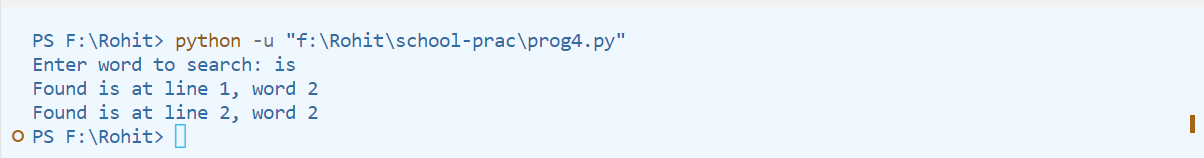 PS F:\Rohit> python -u "f:\Rohit\school-prac\prog4.py"
Enter word to search: is
Found is at line 1, word 2
Found is at line 2, word 2
PS F:\Rohit>